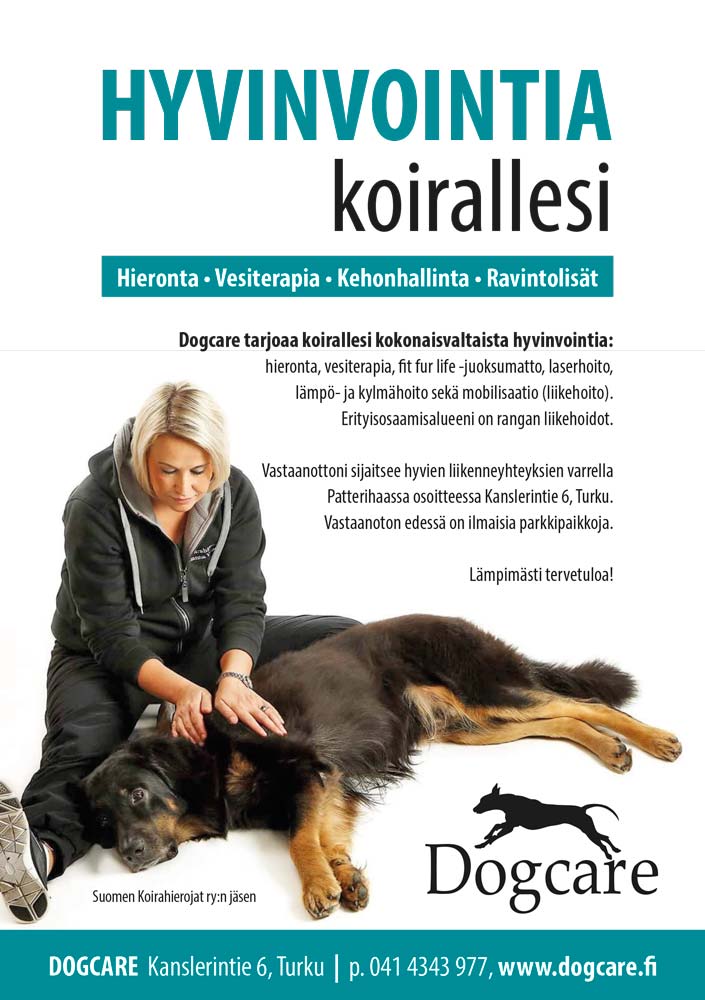 HYVINVOINTIA
koirallesi
Hieronta • Vesiterapia • Kehonhallinta • Ravintolisät
Dogcare tarjoaa koirallesi kokonaisvaltaista hyvinvointia:
hieronta, vesiterapia, fit fur life -juoksumatto, laserhoito,
lämpö- ja kylmähoito sekä mobilisaatio (liikehoito).
Erityisosaamisalueeni on rangan liikehoidot.
Vastaanottoni sijaitsee hyvien liikenneyhteyksien varrella
Patterihaassa osoitteessa Kanslerintie 6, Turku.
Vastaanoton edessä on ilmaisia parkkipaikkoja.
Lämpimästi tervetuloa!
Dogcare
Suomen Koirahierojat ry:n jäsen
DOGCARE Kanslerintie 6, Turku | p. 041 4343 977, www.dogcare.fi